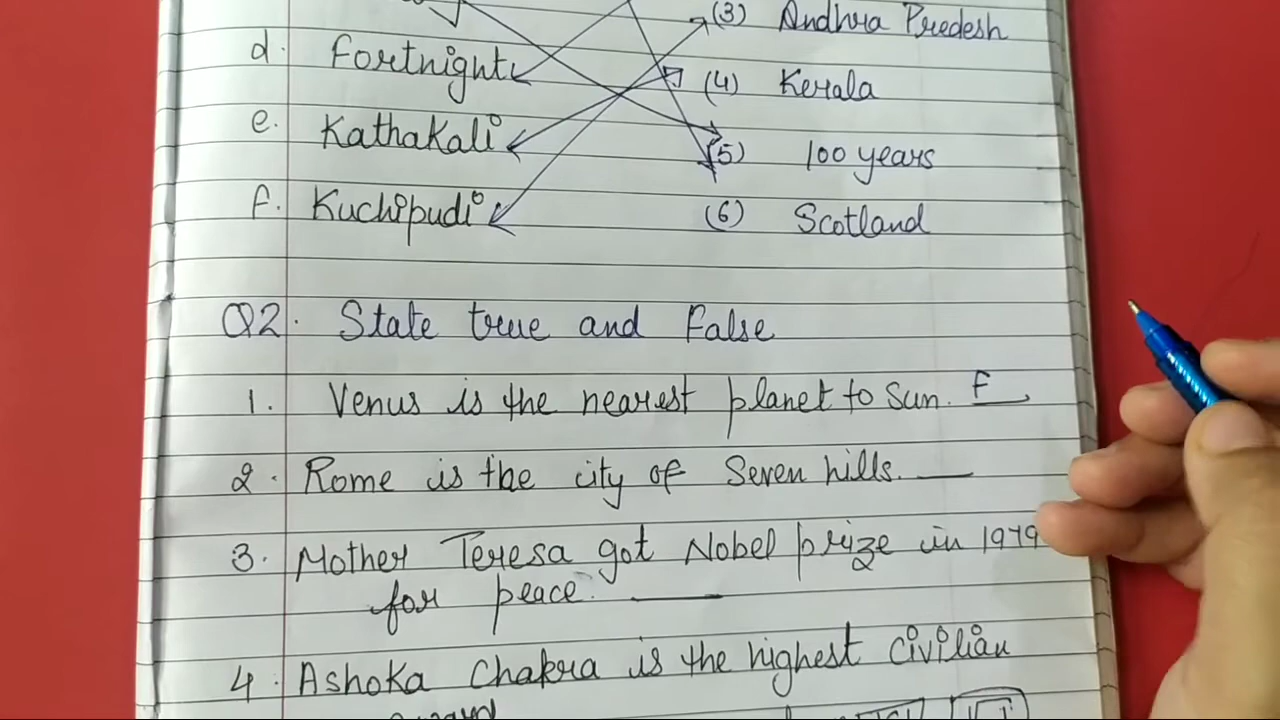 (3) Andhra Predesh
d. Fortnight
(4) Kerala
e. Kathakali
(5) 100 years
f. Kuchipudi
(6) Scotland
Q2. State true and False
1. Venus is the nearest planet to Sun. F
2. Rome is the city of Seven hills.
3. Mother Teresa got Nobel prize in 1979
for peace.
4. Ashoka Chakra is the highest civilian